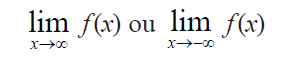 lim f(x) ou lim f(x)
x→∞ x→-∞